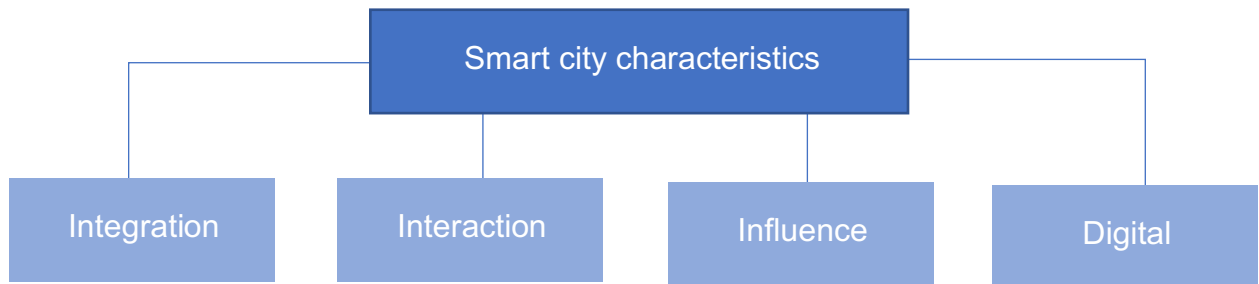 Smart city characteristics
Integration
Interaction
Influence
Digital